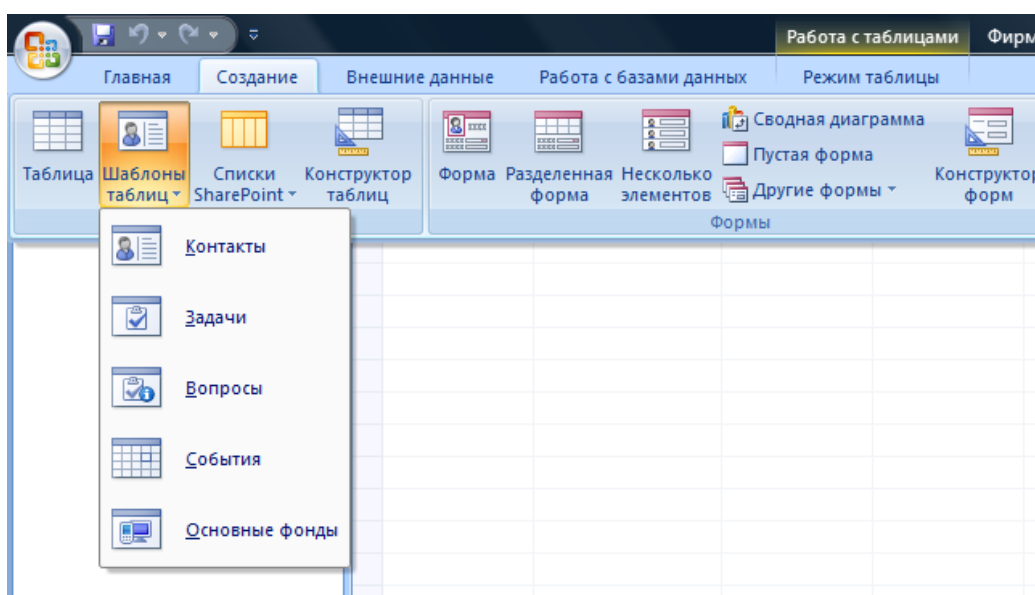 Работа с таблицами Фирм
Главная Создание Внешние данные Работа с базами данных Режим таблицы
Таблица
Шаблоны
таблиц
Списки
SharePoint
Конструктор
таблиц
Форма
Разделенная
форма
Несколько
элементов
Сводная диаграмма
Пустая форма
Другие формы
Конструктор
форм
Формы
Контакты
Задачи
Вопросы
События
Основные фонды